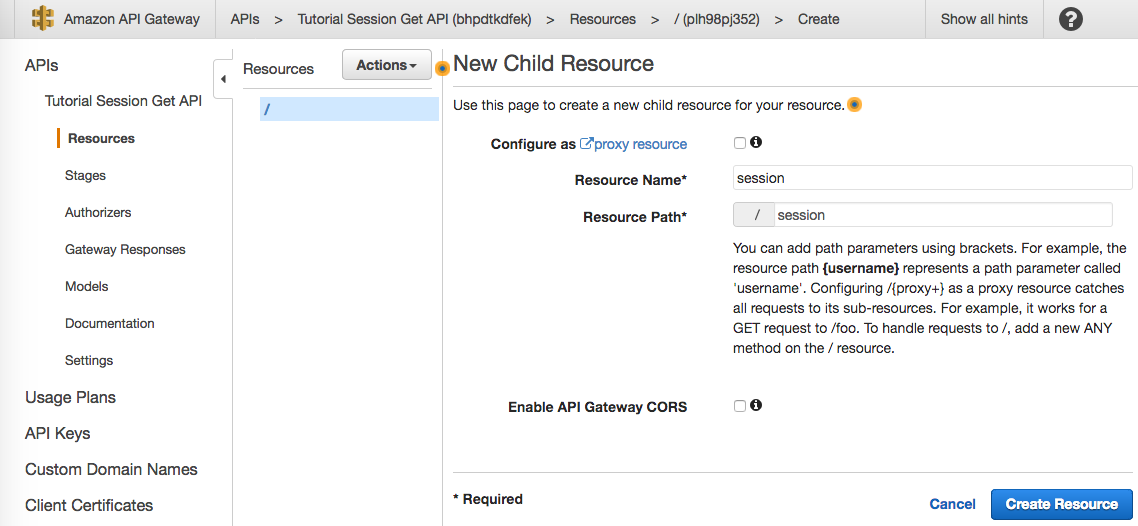 Amazon API Gateway APIs > Tutorial Session Get API (bhpdtkdfek) > Resources > / (plh98pj352) > Create Show all hints ?
APIs
Tutorial Session Get API
Resources
Stages
Authorizers
Gateway Responses
Models
Documentation
Settings
Usage Plans
API Keys
Custom Domain Names
Client Certificates
Resources Actions
/
New Child Resource
Use this page to create a new child resource for your resource.
Configure as proxy resource
Resource Name* session
Resource Path* / session
You can add path parameters using brackets. For example, the
resource path {username} represents a path parameter called
'username'. Configuring /{proxy+} as a proxy resource catches
all requests to its sub-resources. For example, it works for a
GET request to /foo. To handle requests to /, add a new ANY
method on the / resource.
Enable API Gateway CORS
* Required
Cancel Create Resource